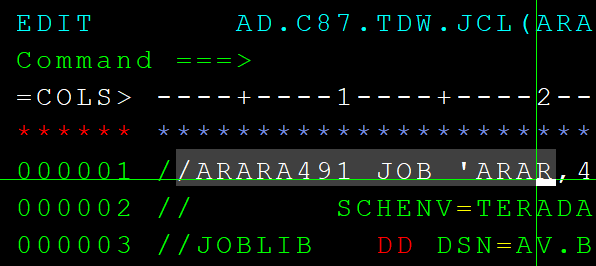 EDIT       AD.C87.TDW.JCL(ARA
Command ===>
=COLS> ----+----1----+----2--
****** ************************
000001 //ARARA491 JOB 'ARAR,4
000002 //        SCHENV=TERADA
000003 //JOBLIB   DD DSN=AV.B